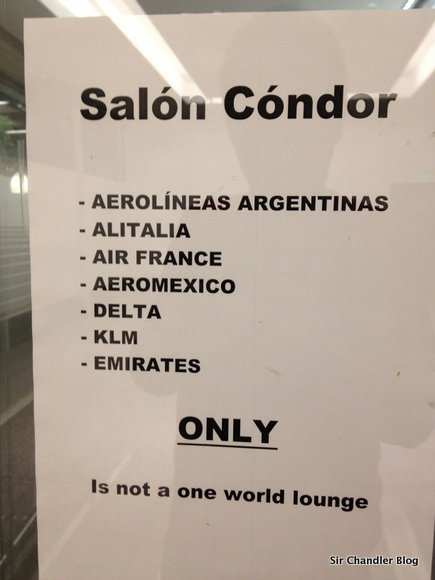 Salón Cóndor
- AEROLÍNEAS ARGENTINAS
- ALITALIA
- AIR FRANCE
- AEROMEXICO
- DELTA
- KLM
- EMIRATES
ONLY
Is not a one world lounge
Sir Chandler Blog